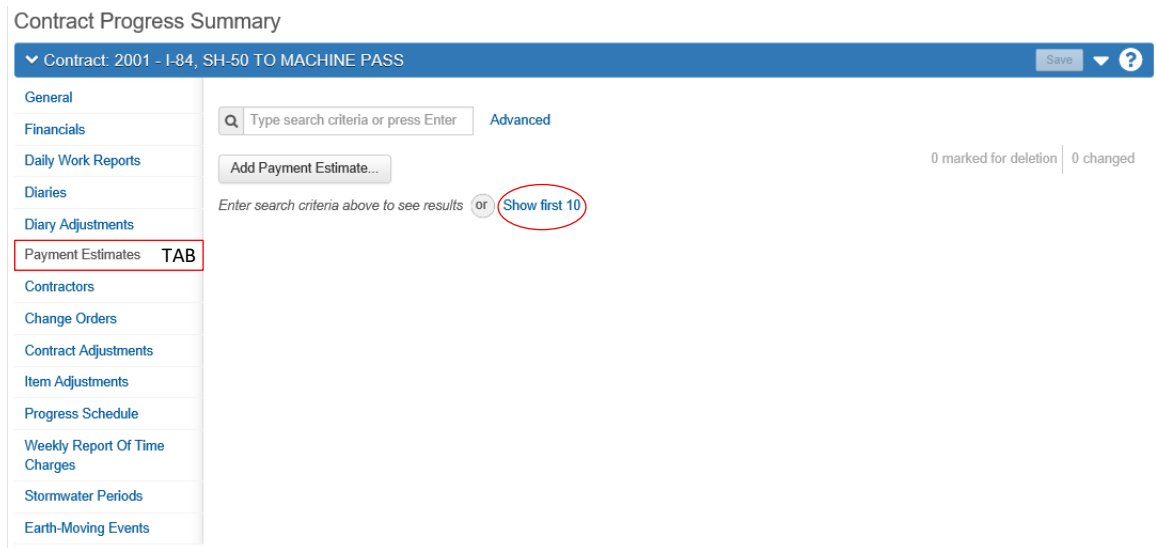 Contract Progress Summary
Contract: 2001 - I-84, SH-50 TO MACHINE PASS
Save
?
General
Financials
Daily Work Reports
Diaries
Diary Adjustments
Payment Estimates TAB
Contractors
Change Orders
Contract Adjustments
Item Adjustments
Progress Schedule
Weekly Report Of Time
Charges
Stormwater Periods
Earth-Moving Events
Type search criteria or press Enter Advanced
Add Payment Estimate...
0 marked for deletion 0 changed
Enter search criteria above to see results or Show first 10